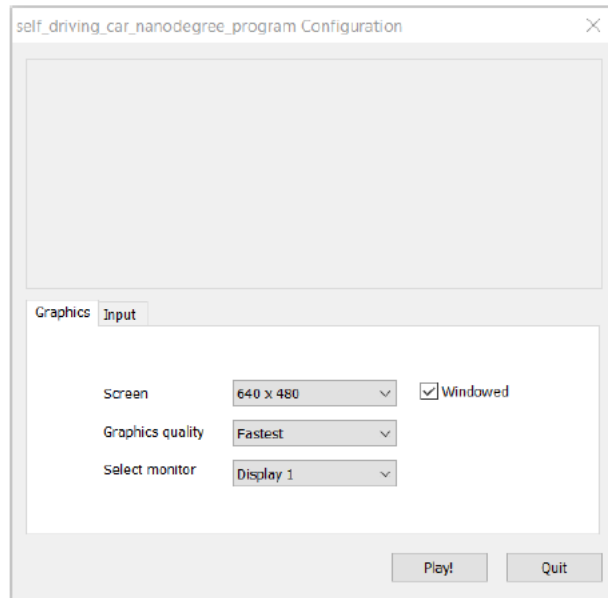 self_driving_car_nanodegree_program Configuration
Graphics Input
Screen 640 x 480 Windowed
Graphics quality Fastest
Select monitor Display 1
Play! Quit